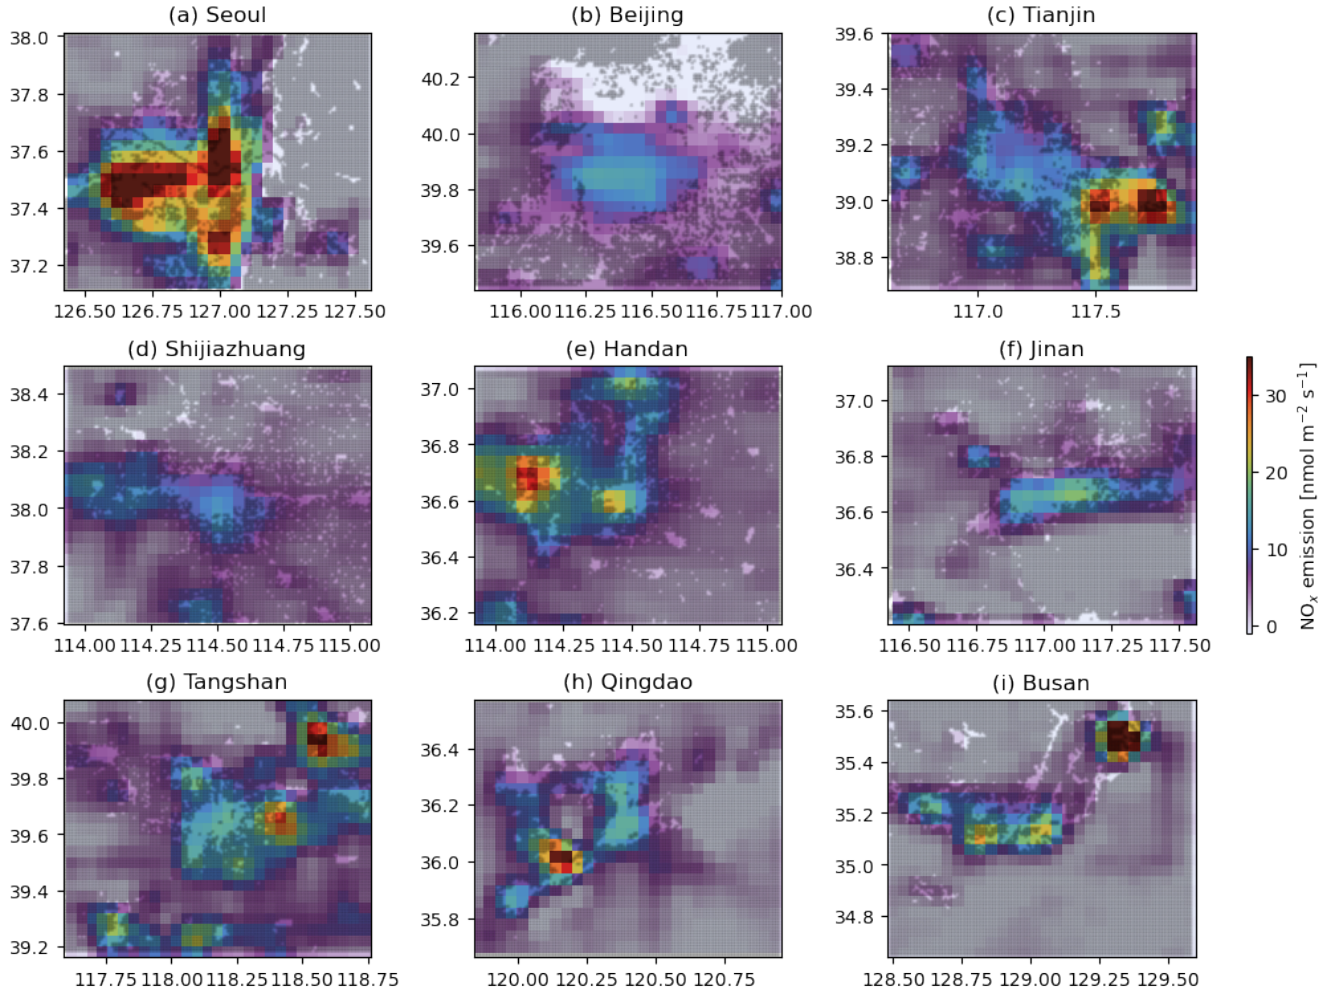 (a) Seoul
(b) Beijing
(c) Tianjin
38.0
37.8
37.6
37.4
37.2
126.50 126.75 127.00 127.25 127.50
40.2
40.0
39.8
39.6
116.00 116.25 116.50 116.75 117.00
39.6
39.4
39.2
39.0
38.8
117.0 117.5
(d) Shijiazhuang
(e) Handan
(f) Jinan
38.4
38.2
38.0
37.8
37.6
114.00 114.25 114.50 114.75 115.00
37.0
36.8
36.6
36.4
36.2
114.00 114.25 114.50 114.75 115.00
37.0
36.8
36.6
36.4
116.50 116.75 117.00 117.25 117.50
30
20
10
0
NOx emission [nmol m−2 s−1]
(g) Tangshan
(h) Qingdao
(i) Busan
40.0
39.8
39.6
39.4
39.2
117.75 118.00 118.25 118.50 118.75
36.4
36.2
36.0
35.8
120.00 120.25 120.50 120.75
35.6
35.4
35.2
35.0
34.8
128.50 128.75 129.00 129.25 129.50